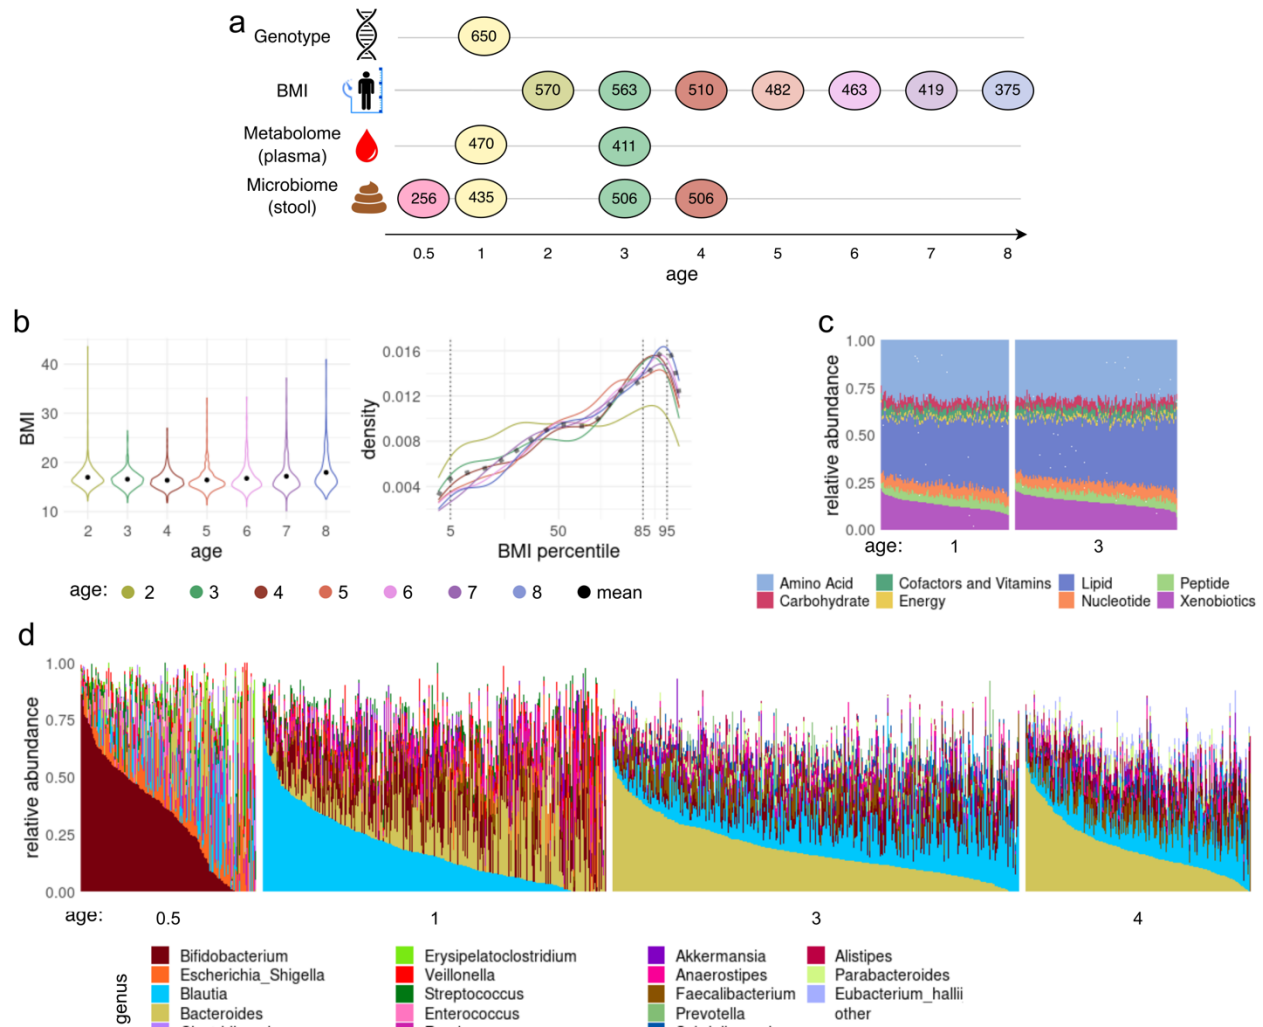 a
Genotype
650
BMI
570 563 510 482 463 419 375
Metabolome
(plasma)
470 411
Microbiome
(stool)
256 435 506 506
0.5 1 2 3 4 5 6 7 8
age
b
BMI
40
30
20
10
2 3 4 5 6 7 8
age
density
0.016
0.012
0.008
0.004
5 50 85 95
BMI percentile
age: 2 3 4 5 6 7 8 mean
c
relative abundance
1.00
0.75
0.50
0.25
0.00
age: 1 3
Amino Acid Cofactors and Vitamins Lipid Peptide
Carbohydrate Energy Nucleotide Xenobiotics
d
relative abundance
1.00
0.75
0.50
0.25
0.00
age: 0.5 1 3 4
genus
Bifidobacterium Erysipelatoclostridium Akkermansia Alistipes
Escherichia_Shigella Veillonella Anaerostipes Parabacteroides
Blautia Streptococcus Faecalibacterium Eubacterium_hallii
Bacteroides Enterococcus Prevotella other